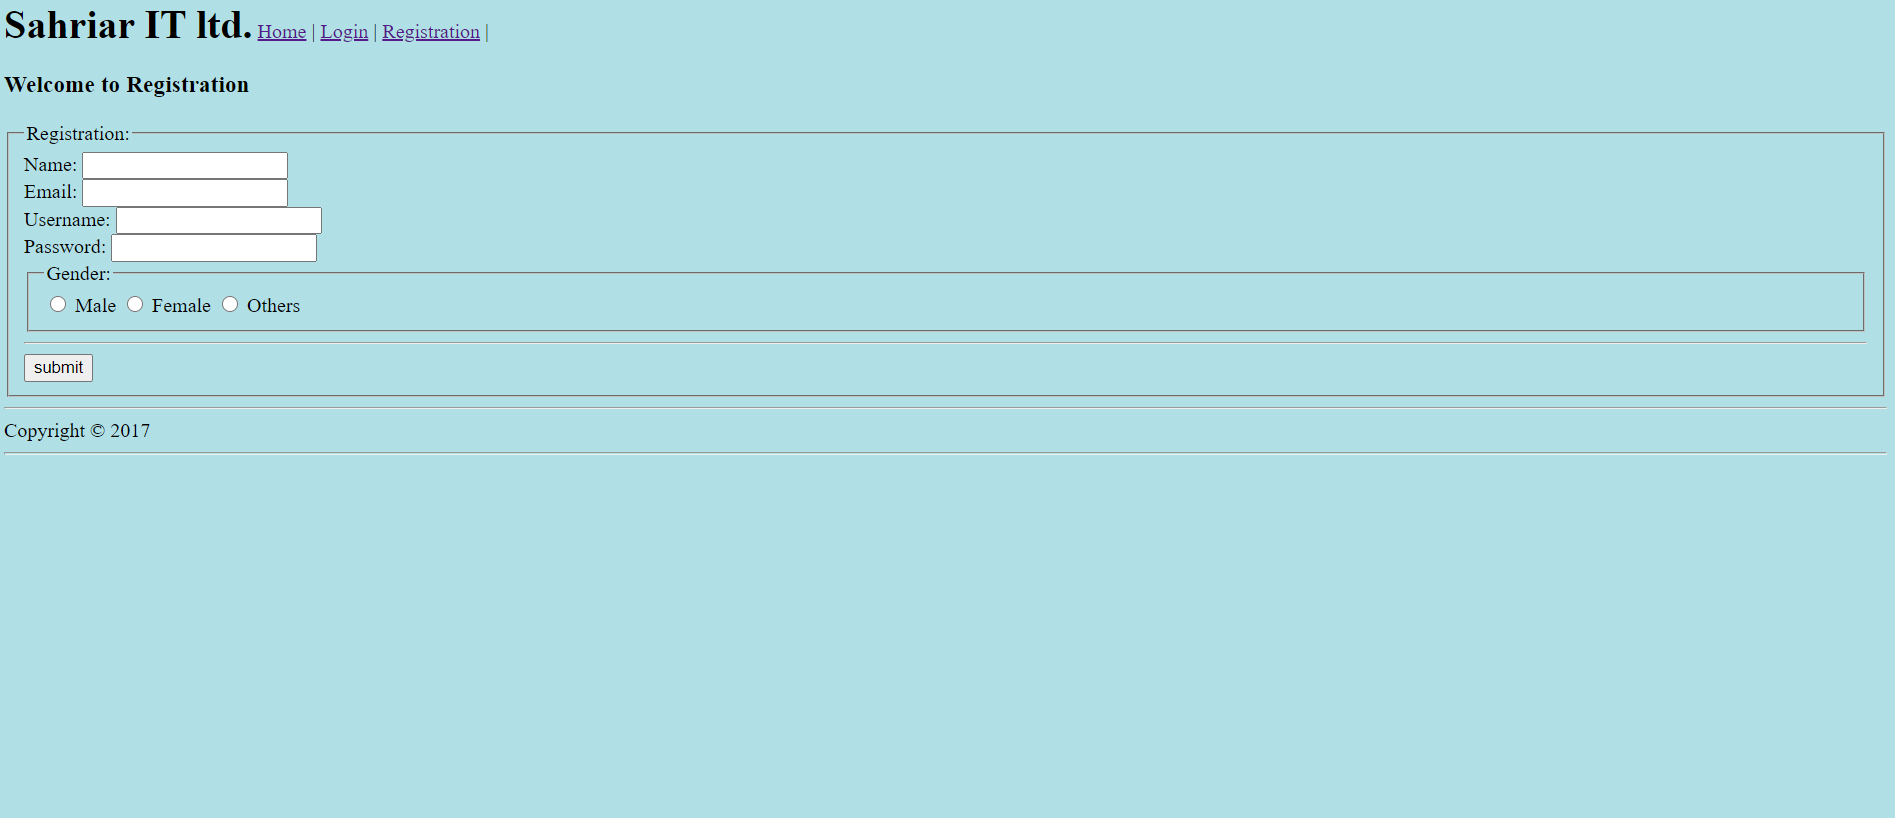 Sahriar IT ltd. Home | Login | Registration |
Welcome to Registration
Registration:
Name:
Email:
Username:
Password:
Gender:
Male Female Others
submit
Copyright © 2017